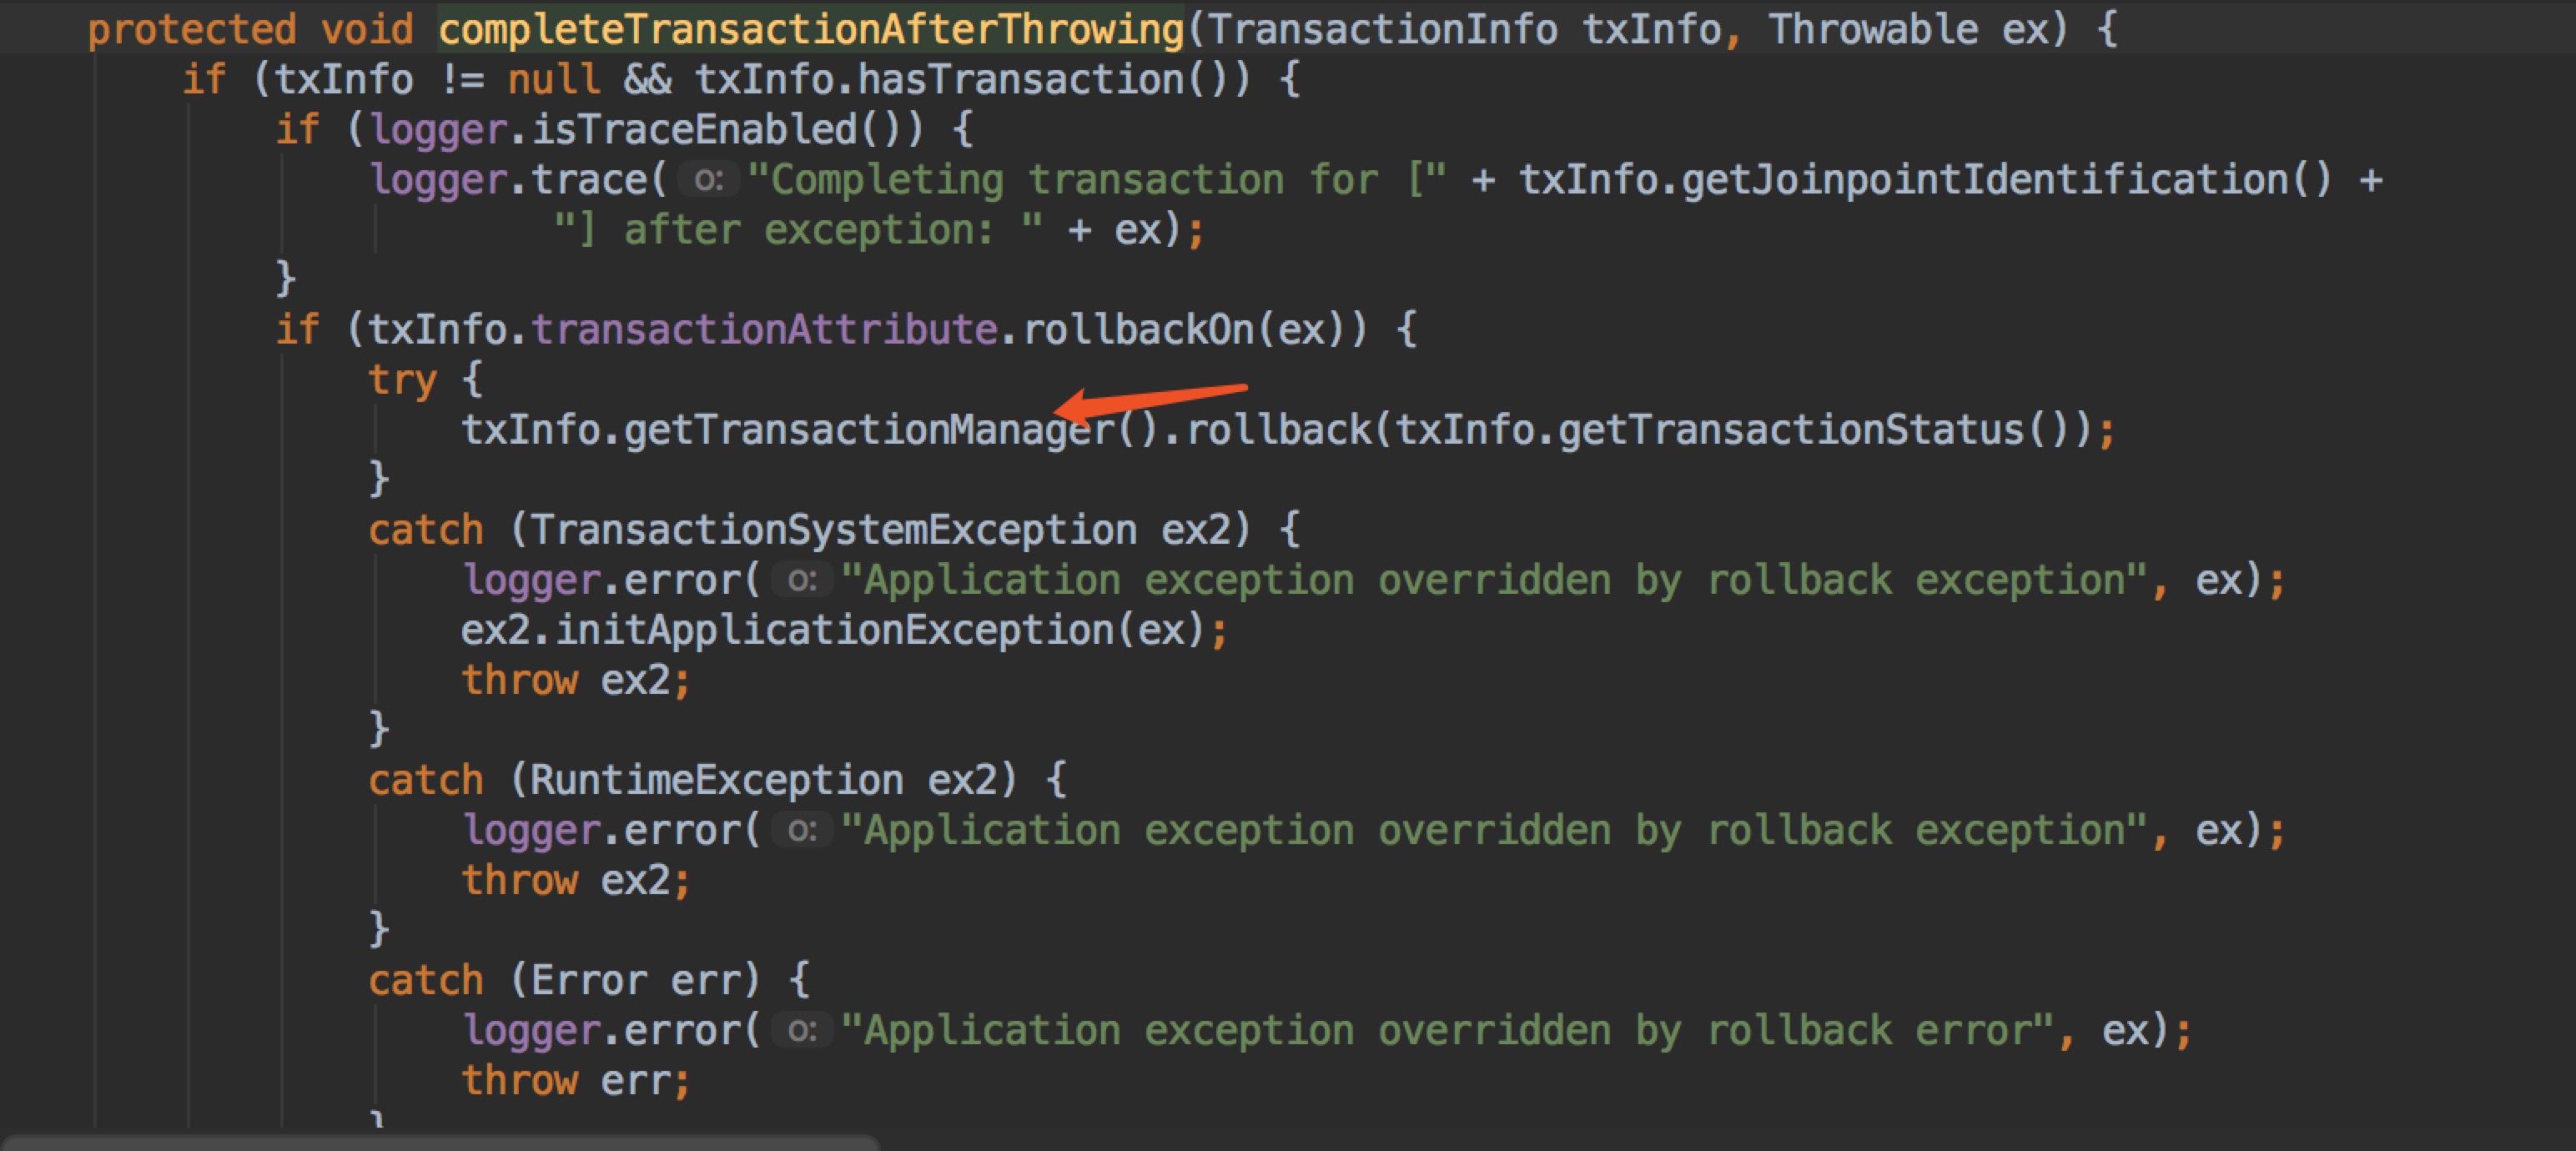 protected void completeTransactionAfterThrowing(TransactionInfo txInfo, Throwable ex) {
if (txInfo != null && txInfo.hasTransaction()) {
if (logger.isTraceEnabled()) {
logger.trace( o: "Completing transaction for [" + txInfo.getJoinpointIdentification() +
"] after exception: " + ex);
}
if (txInfo.transactionAttribute.rollbackOn(ex)) {
try {
txInfo.getTransactionManager().rollback(txInfo.getTransactionStatus());
}
catch (TransactionSystemException ex2) {
logger.error( o: "Application exception overridden by rollback exception", ex);
ex2.initApplicationException(ex);
throw ex2;
}
catch (RuntimeException ex2) {
logger.error( o: "Application exception overridden by rollback exception", ex);
throw ex2;
}
catch (Error err) {
logger.error( o: "Application exception overridden by rollback error", ex);
throw err;
}